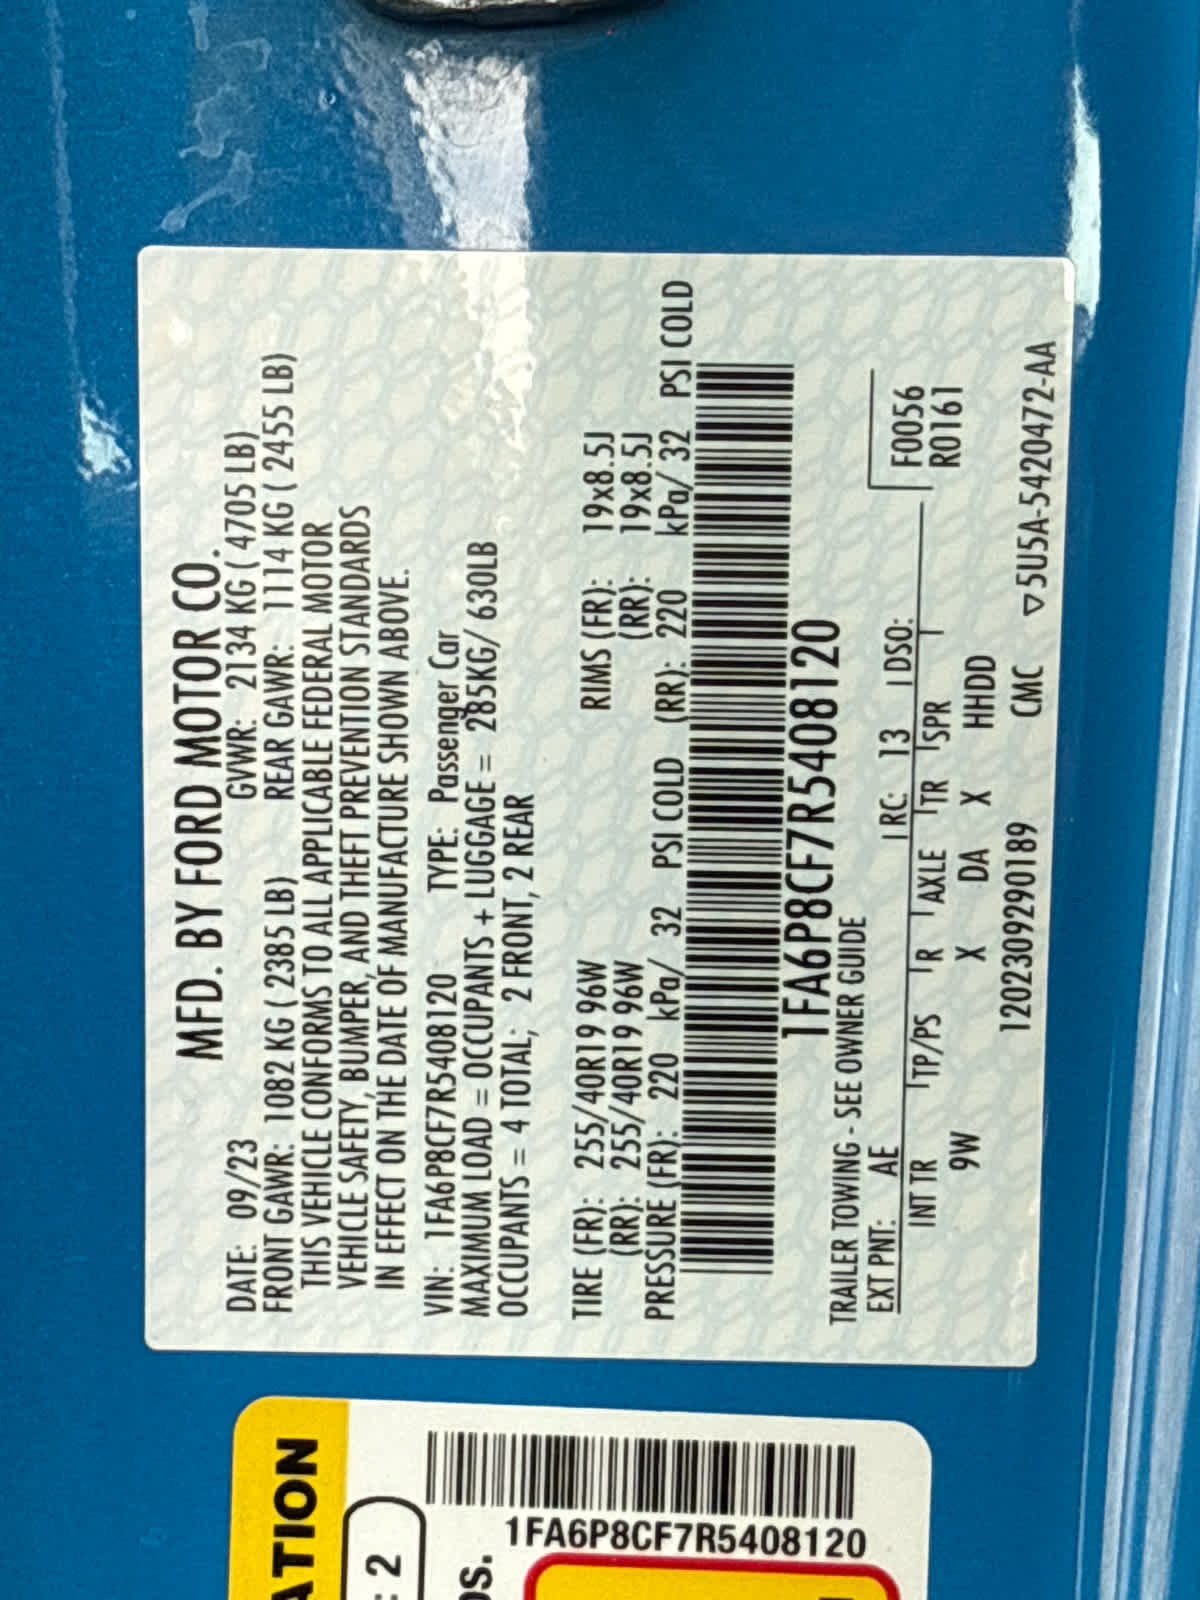 MFD. BY FORD MOTOR CO.
DATE: 09/23 GVWR: 2134 KG ( 4705 LB)
FRONT GAWR: 1082 KG ( 2385 LB) REAR GAWR: 1114 KG ( 2455 LB)
THIS VEHICLE CONFORMS TO ALL APPLICABLE FEDERAL MOTOR
VEHICLE SAFETY, BUMPER, AND THEFT PREVENTION STANDARDS
IN EFFECT ON THE DATE OF MANUFACTURE SHOWN ABOVE.
VIN: 1FA6P8CF7R5408120 TYPE: Passenger Car
MAXIMUM LOAD = OCCUPANTS + LUGGAGE = 285KG/ 630LB
OCCUPANTS = 4 TOTAL; 2 FRONT, 2 REAR
TIRE (FR): 255/40R19 96W RIMS (FR): 19x8.5J
(RR): 255/40R19 96W (RR): 19x8.5J
PRESSURE (FR): 220 kPa/ 32 PSI COLD (RR): 220 kPa/ 32 PSI COLD
1FA6P8CF7R5408120
TRAILER TOWING - SEE OWNER GUIDE
EXT PNT: AE RC: 13 DSO:
F0056
R0161
INT TR TP/PS R AXLE TR SPR
9W X DA X HHDD
1202309290189 CMC ▽5U5A-5420472-AA
ATION
: 2
1FA6P8CF7R5408120
os.